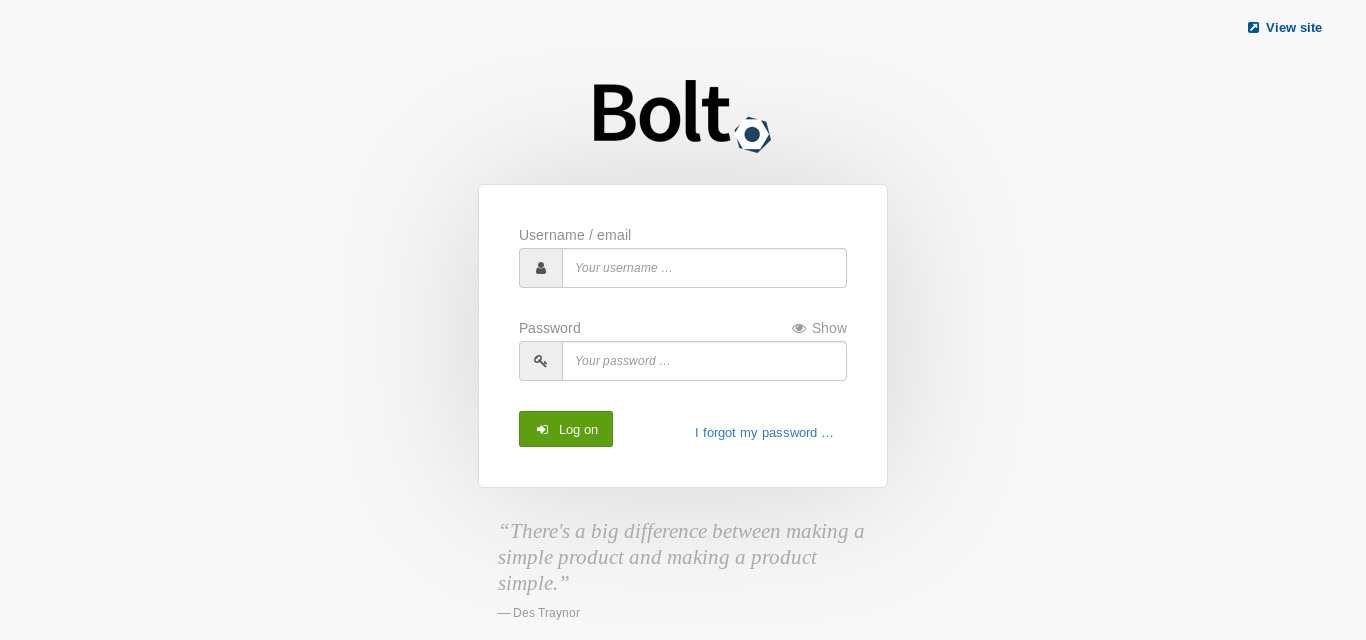 View site
Bolt
Username / email
Your username …
Password
Show
Your password …
Log on
I forgot my password …
“There's a big difference between making a
simple product and making a product
simple.”
— Des Traynor